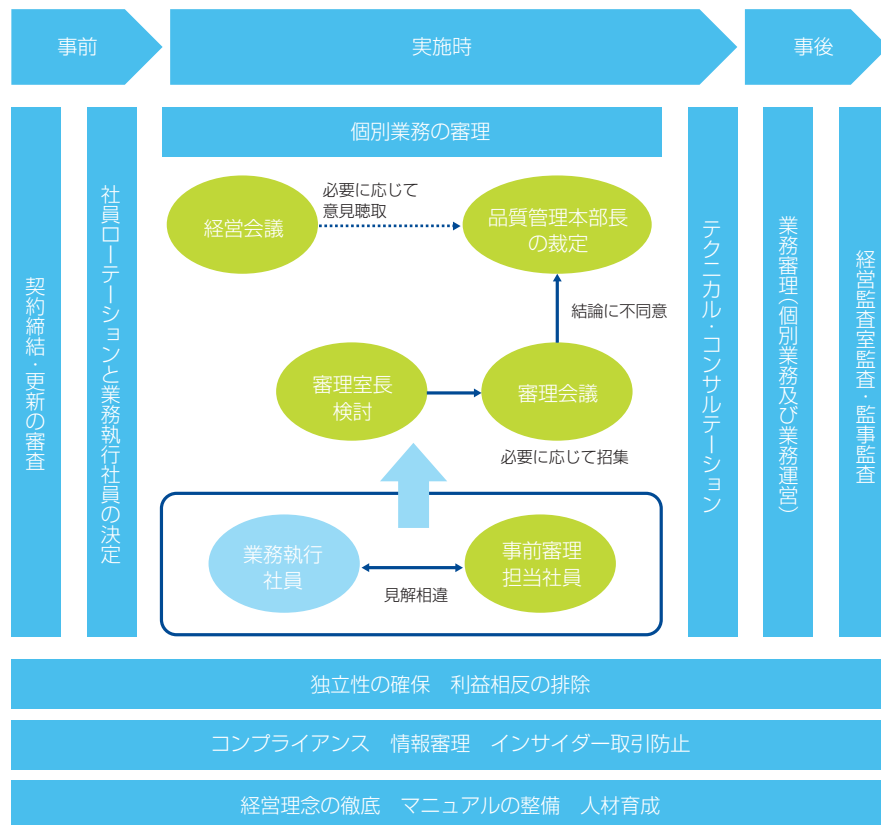 事前
実施時
事後
契約締結・更新の審査
社員ローテーションと業務執行社員の決定
個別業務の審理
経営会議
必要に応じて
意見聴取
品質管理本部長
の裁定
結論に不同意
審理室長
検討
審理会議
必要に応じて招集
業務執行
社員
見解相違
事前審理
担当社員
テクニカル・コンサルテーション
業務審理(個別業務及び業務運営)
経営監査室監査・監事監査
独立性の確保　利益相反の排除
コンプライアンス　情報審理　インサイダー取引防止
経営理念の徹底　マニュアルの整備　人材育成